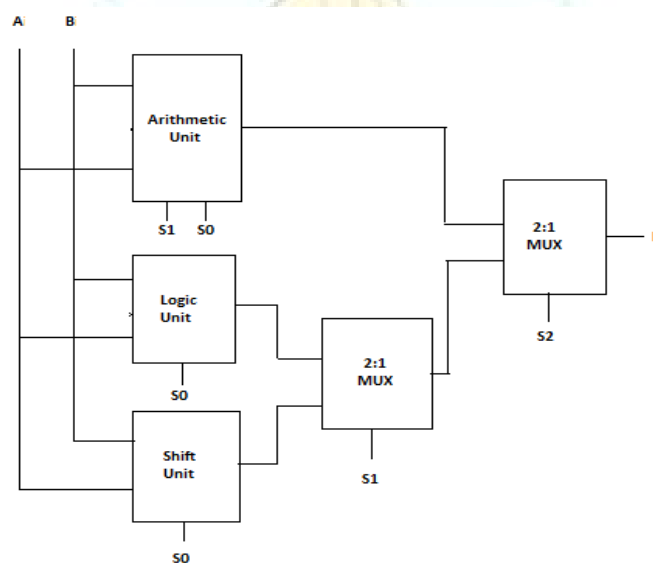 A B
Arithmetic
Unit
S1 S0
2:1
MUX
S2
Logic
Unit
S0
2:1
MUX
S1
Shift
Unit
S0